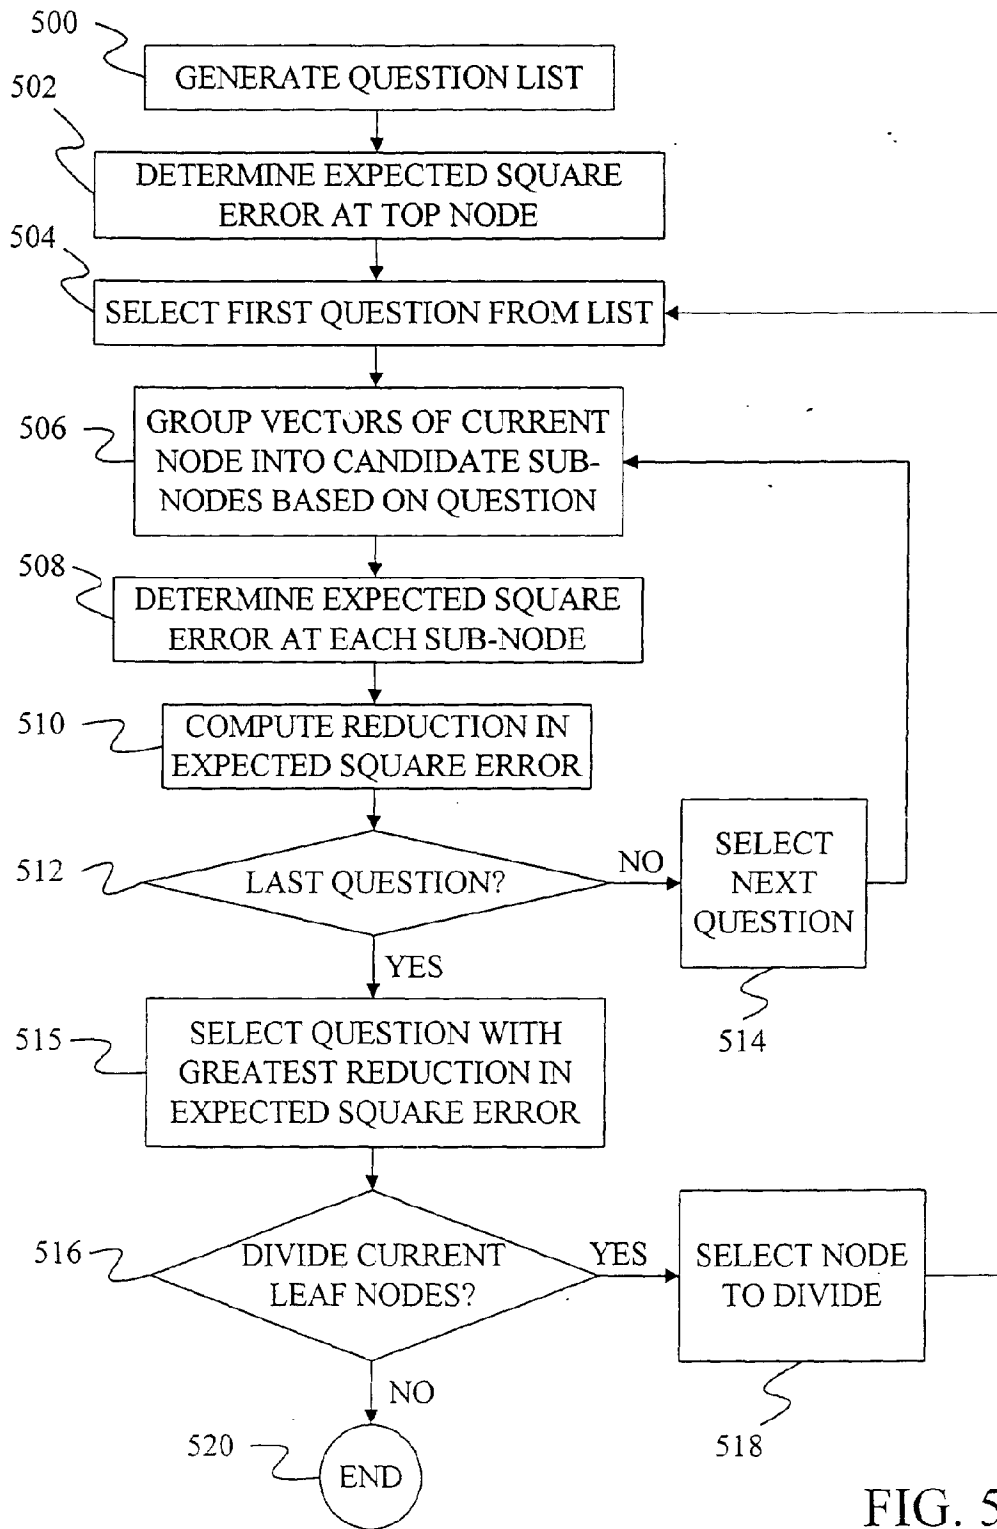 500
GENERATE QUESTION LIST
502
DETERMINE EXPECTED SQUARE
ERROR AT TOP NODE
504
SELECT FIRST QUESTION FROM LIST
506
GROUP VECTORS OF CURRENT
NODE INTO CANDIDATE SUB-
NODES BASED ON QUESTION
508
DETERMINE EXPECTED SQUARE
ERROR AT EACH SUB-NODE
510
COMPUTE REDUCTION IN
EXPECTED SQUARE ERROR
512
LAST QUESTION?
NO
SELECT
NEXT
QUESTION
514
YES
515
SELECT QUESTION WITH
GREATEST REDUCTION IN
EXPECTED SQUARE ERROR
516
DIVIDE CURRENT
LEAF NODES?
YES
SELECT NODE
TO DIVIDE
518
NO
520
END
FIG. 5